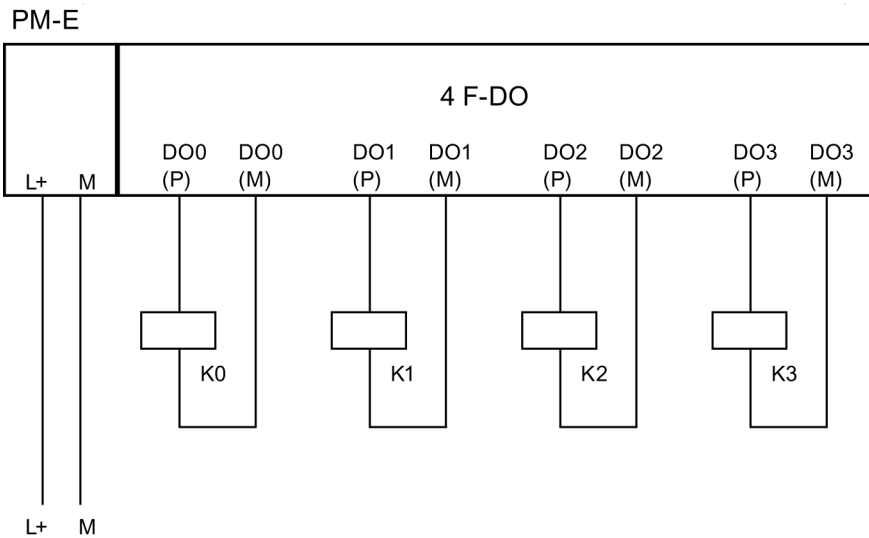 PM-E
4 F-DO
DO0 DO0 DO1 DO1 DO2 DO2 DO3 DO3
L+ M (P) (M) (P) (M) (P) (M) (P) (M)
K0 K1 K2 K3
L+ M